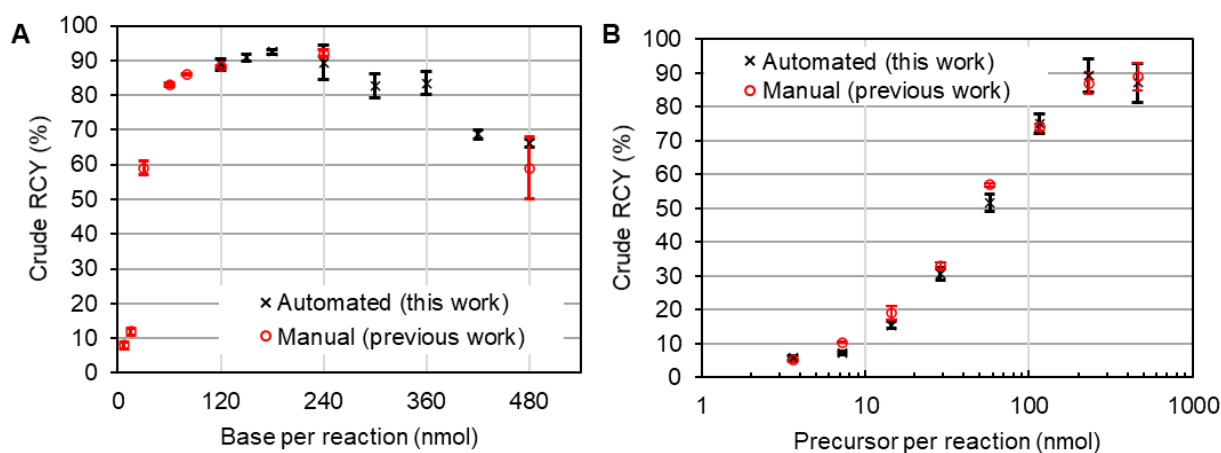 A
Crude RCY (%)
100
90
80
70
60
50
40
30
20
10
0
Automated (this work)
Manual (previous work)
0 120 240 360 480
Base per reaction (nmol)
B
Crude RCY (%)
100
90
80
70
60
50
40
30
20
10
0
Automated (this work)
Manual (previous work)
1 10 100 1000
Precursor per reaction (nmol)